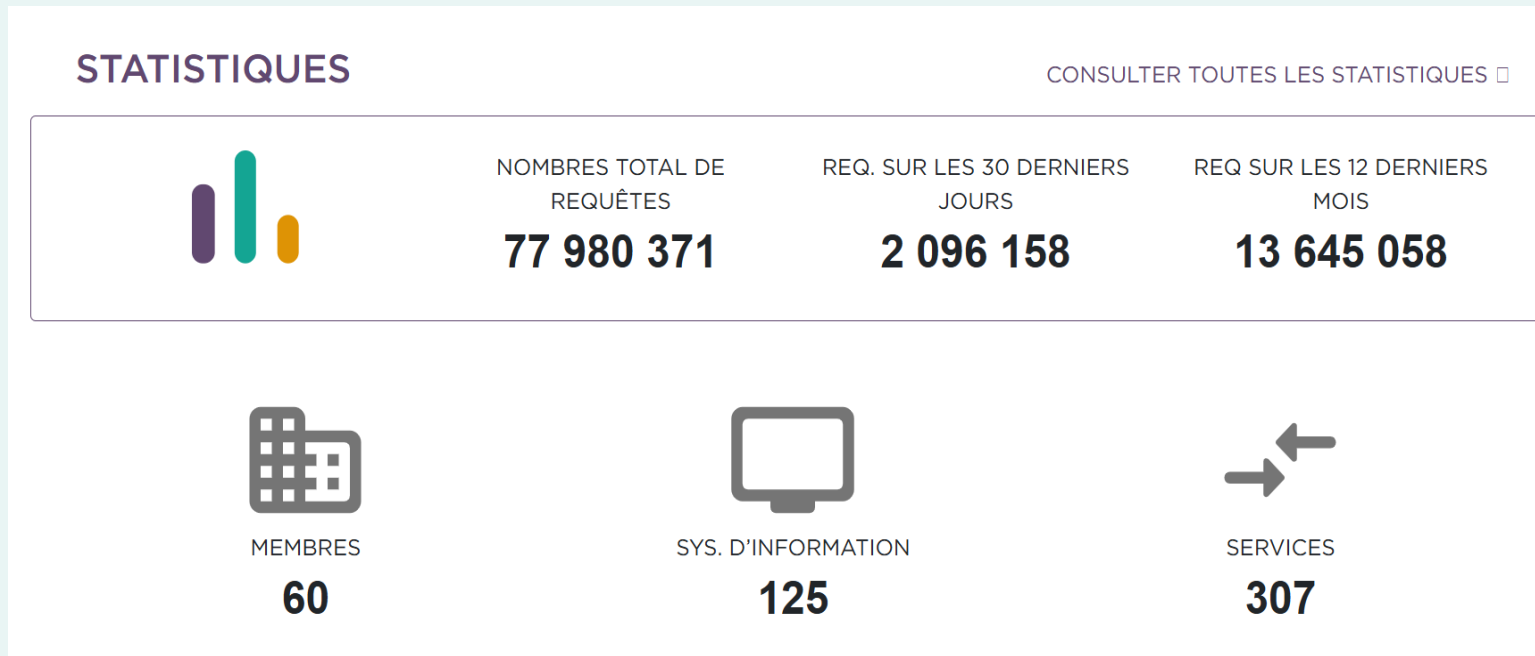 STATISTIQUES
CONSULTER TOUTES LES STATISTIQUES
NOMBRES TOTAL DE
REQUÊTES
77 980 371
REQ. SUR LES 30 DERNIERS
JOURS
2 096 158
REQ SUR LES 12 DERNIERS
MOIS
13 645 058
MEMBRES
60
SYS. D’INFORMATION
125
SERVICES
307